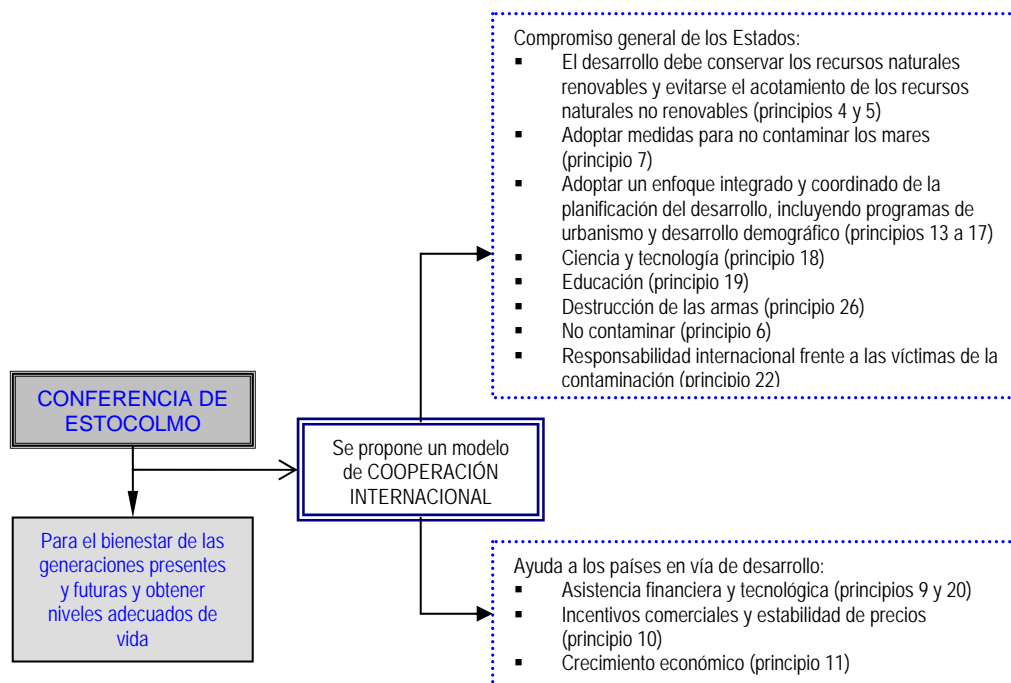 Compromiso general de los Estados:
▪ El desarrollo debe conservar los recursos naturales
renovables y evitarse el acotamiento de los recursos
naturales no renovables (principios 4 y 5)
▪ Adoptar medidas para no contaminar los mares
(principio 7)
▪ Adoptar un enfoque integrado y coordinado de la
planificación del desarrollo, incluyendo programas de
urbanismo y desarrollo demográfico (principios 13 a 17)
▪ Ciencia y tecnología (principio 18)
▪ Educación (principio 19)
▪ Destrucción de las armas (principio 26)
▪ No contaminar (principio 6)
▪ Responsabilidad internacional frente a las víctimas de la
contaminación (principio 22)
CONFERENCIA DE
ESTOCOLMO
Se propone un modelo
de COOPERACIÓN
INTERNACIONAL
Para el bienestar de las
generaciones presentes
y futuras y obtener
niveles adecuados de
vida
Ayuda a los países en vía de desarrollo:
▪ Asistencia financiera y tecnológica (principios 9 y 20)
▪ Incentivos comerciales y estabilidad de precios
(principio 10)
▪ Crecimiento económico (principio 11)